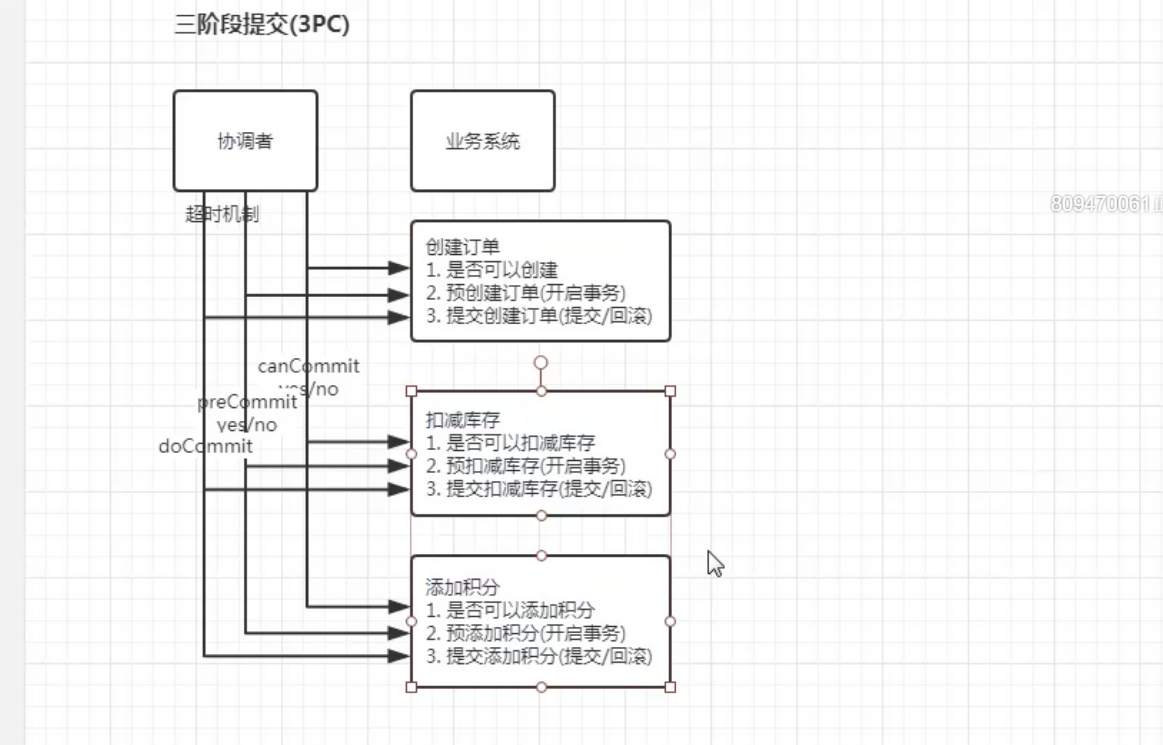 三阶段提交(3PC)
协调者
业务系统
超时机制
809470061
创建订单
1. 是否可以创建
2. 预创建订单(开启事务)
3. 提交创建订单(提交/回滚)
canCommit
yes/no
preCommit
yes/no
doCommit
扣减库存
1. 是否可以扣减库存
2. 预扣减库存(开启事务)
3. 提交扣减库存(提交/回滚)
添加积分
1. 是否可以添加积分
2. 预添加积分(开启事务)
3. 提交添加积分(提交/回滚)